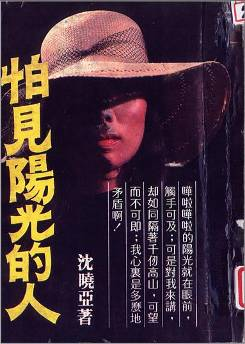 怕見陽光的人
沈曉亞著
嘩啦嘩啦的陽光就在眼前，
觸手可及；可是對我來講，
却如同隔著千仞高山，可望
而不可即；我心裏是多麼地
矛盾啊！